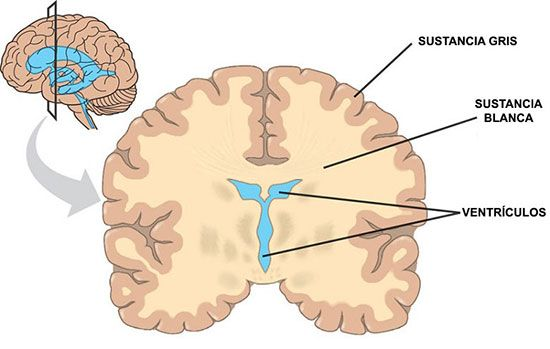 SUSTANCIA GRIS
SUSTANCIA
BLANCA
VENTRÍCULOS